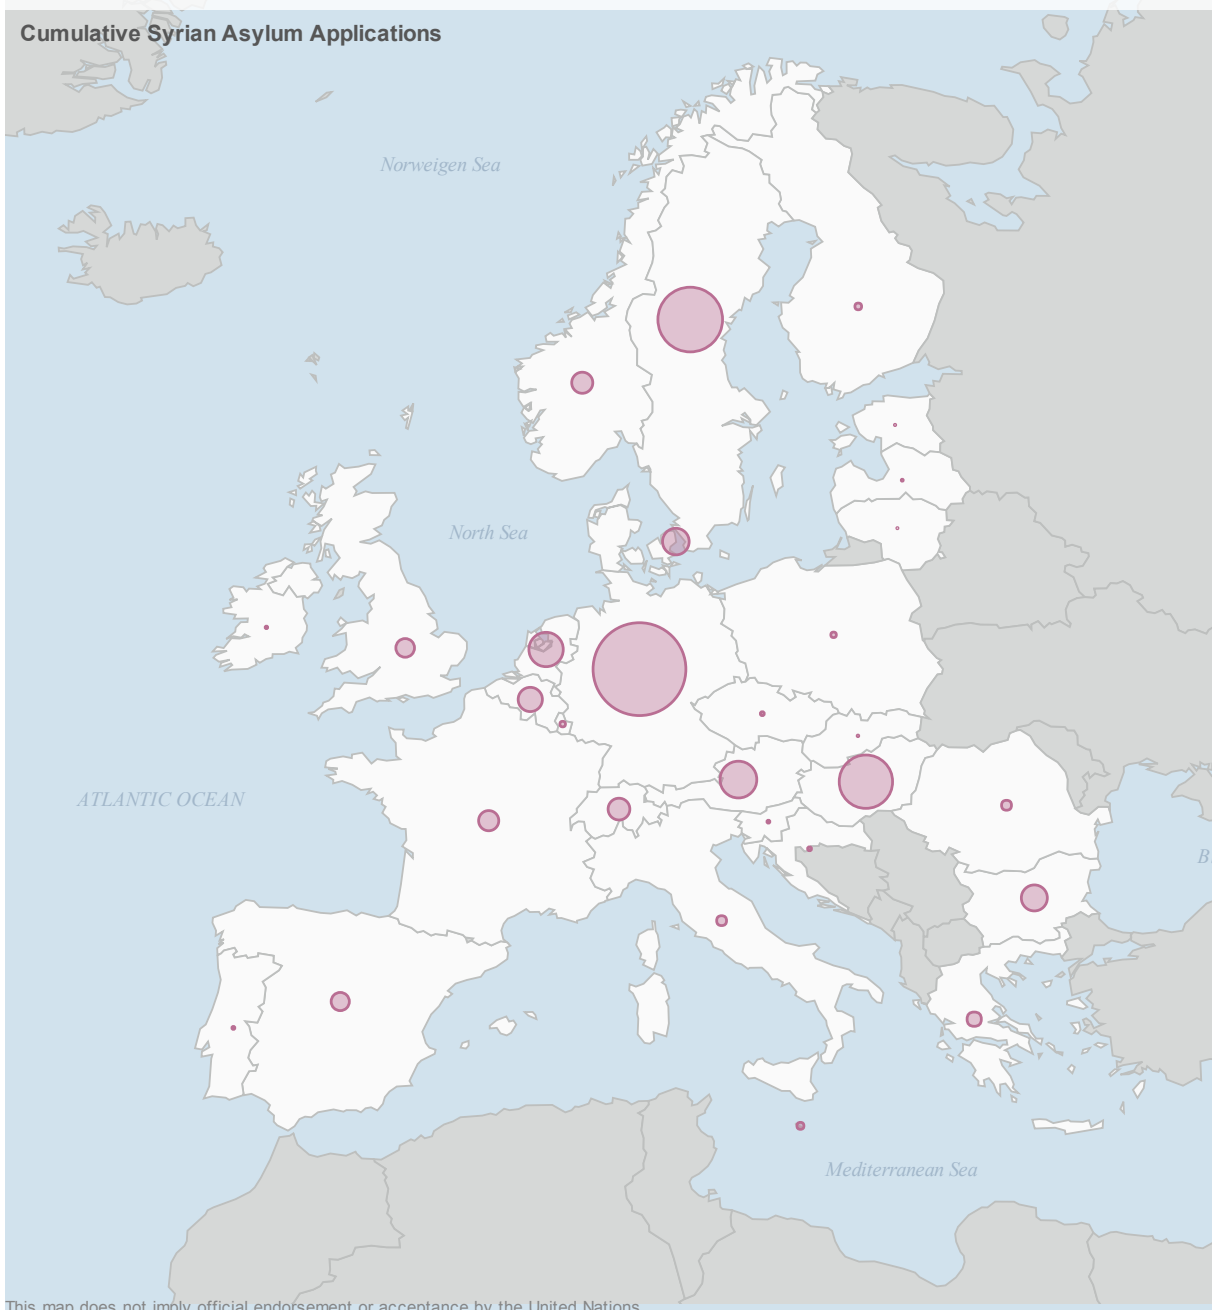 Cumulative Syrian Asylum Applications
Norweigen Sea
North Sea
ATLANTIC OCEAN
B
Mediterranean Sea
This map does not imply official endorsement or acceptance by the United Nations